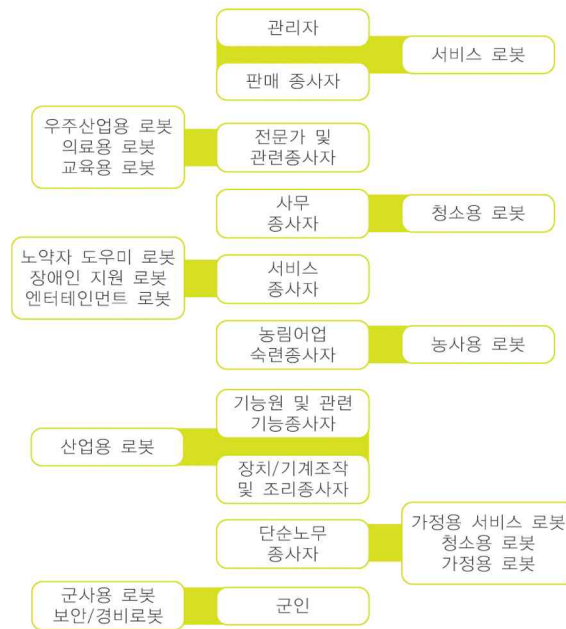 관리자
서비스 로봇
판매 종사자
우주산업용 로봇
의료용 로봇
교육용 로봇
전문가 및
관련종사자
사무
종사자
청소용 로봇
노약자 도우미 로봇
장애인 지원 로봇
엔터테인먼트 로봇
서비스
종사자
농림어업
숙련종사자
농사용 로봇
기능원 및 관련
기능종사자
산업용 로봇
장치/기계조작
및 조리종사자
단순노무
종사자
가정용 서비스 로봇
청소용 로봇
가정용 로봇
군사용 로봇
보안/경비로봇
군인